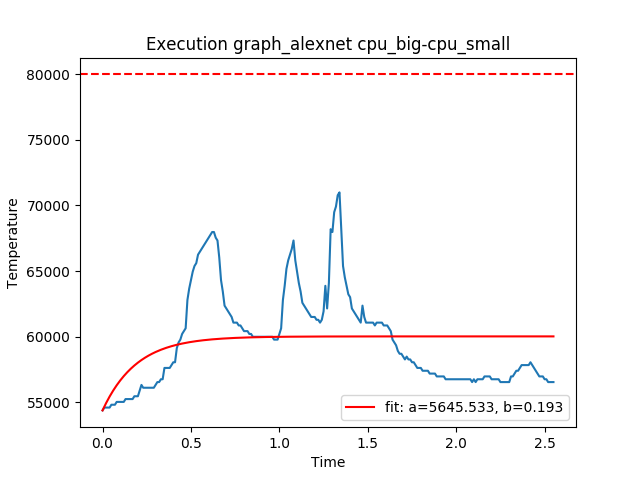 Execution graph_alexnet cpu_big-cpu_small
80000
75000
70000
65000
60000
55000
Temperature
fit: a=5645.533, b=0.193
0.0 0.5 1.0 1.5 2.0 2.5
Time